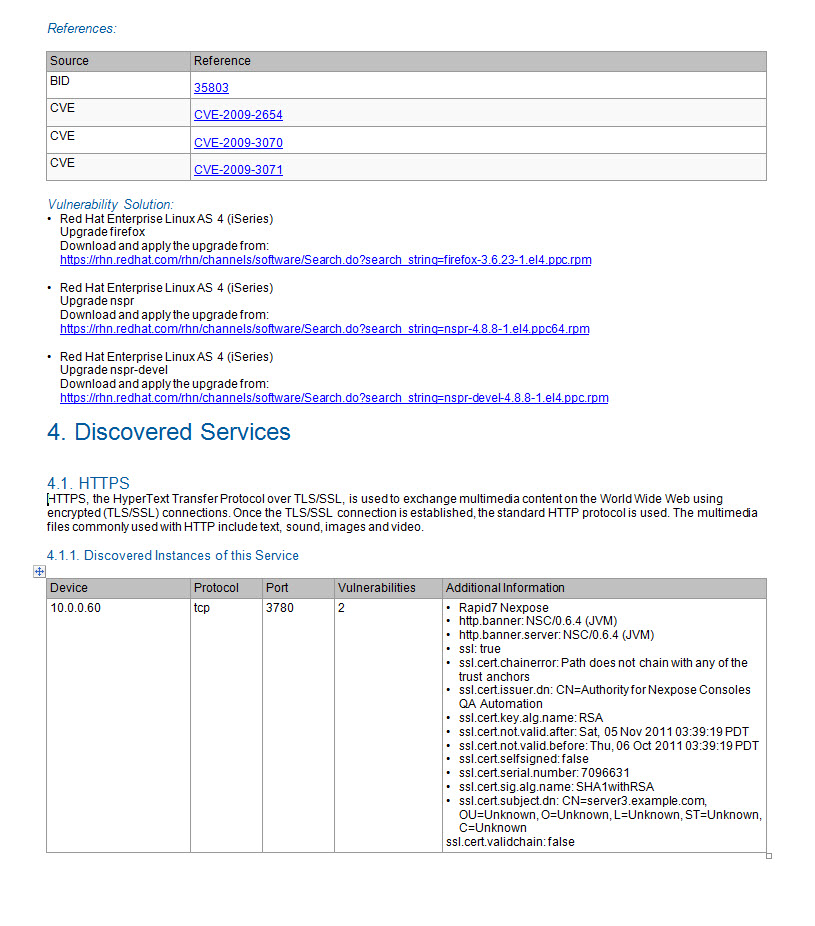 References:
Source Reference
BID 35803
CVE CVE-2009-2654
CVE CVE-2009-3070
CVE CVE-2009-3071
Vulnerability Solution:
• Red Hat Enterprise Linux AS 4 (iSeries)
Upgrade firefox
Download and apply the upgrade from:
https://rhn.redhat.com/rhn/channels/software/Search.do?search_string=firefox-3.6.23-1.el4.ppc.rpm
• Red Hat Enterprise Linux AS 4 (iSeries)
Upgrade nspr
Download and apply the upgrade from:
https://rhn.redhat.com/rhn/channels/software/Search.do?search_string=nspr-4.8.8-1.el4.ppc64.rpm
• Red Hat Enterprise Linux AS 4 (iSeries)
Upgrade nspr-devel
Download and apply the upgrade from:
https://rhn.redhat.com/rhn/channels/software/Search.do?search_string=nspr-devel-4.8.8-1.el4.ppc.rpm
4. Discovered Services
4.1. HTTPS
HTTPS, the HyperText Transfer Protocol over TLS/SSL, is used to exchange multimedia content on the World Wide Web using
encrypted (TLS/SSL) connections. Once the TLS/SSL connection is established, the standard HTTP protocol is used. The multimedia
files commonly used with HTTP include text, sound, images and video.
4.1.1. Discovered Instances of this Service
Device Protocol Port Vulnerabilities Additional Information
10.0.0.60 tcp 3780 2 • Rapid7 Nexpose
• http.banner: NSC/0.6.4 (JVM)
• http.banner.server: NSC/0.6.4 (JVM)
• ssl: true
• ssl.cert.chainerror: Path does not chain with any of the
trust anchors
• ssl.cert.issuer.dn: CN=Authority for Nexpose Consoles
QA Automation
• ssl.cert.key.alg.name: RSA
• ssl.cert.not.valid.after: Sat, 05 Nov 2011 03:39:19 PDT
• ssl.cert.not.valid.before: Thu, 06 Oct 2011 03:39:19 PDT
• ssl.cert.selfsigned: false
• ssl.cert.serial.number: 7096631
• ssl.cert.sig.alg.name: SHA1withRSA
• ssl.cert.subject.dn: CN=server3.example.com,
OU=Unknown, O=Unknown, L=Unknown, ST=Unknown,
C=Unknown
ssl.cert.validchain: false